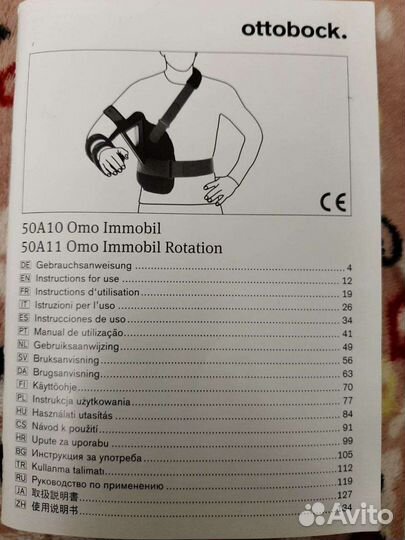 ottobock.
CE
50A10 Omo Immobil
50A11 Omo Immobil Rotation
DE Gebrauchsanweisung 4
EN Instructions for use 12
FR Instructions d'utilisation 19
IT Istruzioni per l'uso 26
ES Instrucciones de uso 34
PT Manual de utilização 41
NL Gebruiksaanwijzing 49
SV Bruksanvisning 56
DA Brugsanvisning 63
FI Käyttöohje 70
PL Instrukcja użytkowania 77
HU Használati utasítás 84
CS Návod k použití 91
HR Upute za uporabu 99
BG Инструкция за употреба 105
TR Kullanma talimatı 112
RU Руководство по применению 119
JA 取扱説明書 127
ZH 使用说明书 134
Avito